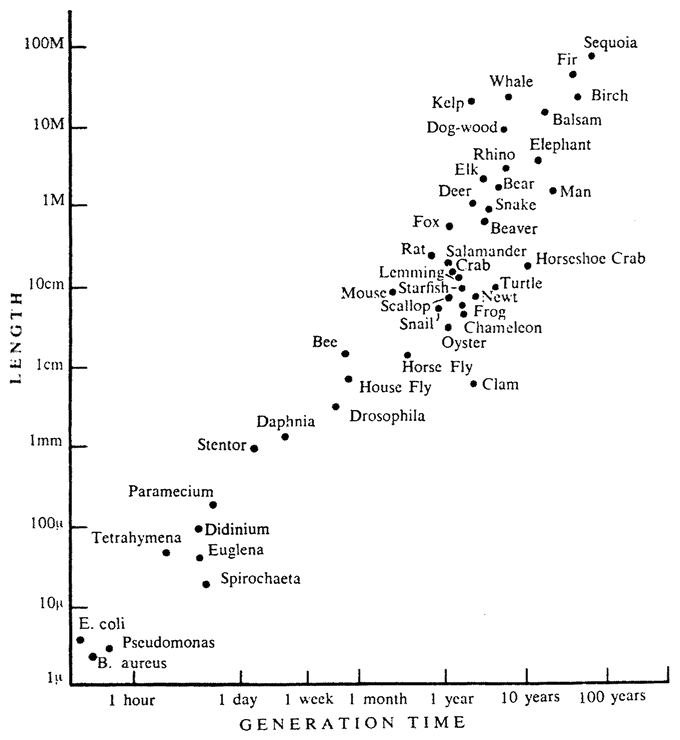 100M
Sequoia
Fir
Whale
Birch
Kelp
Balsam
10M
Dog-wood
Elephant
Rhino
Elk
Bear
Deer
Man
1M
Snake
Fox
Beaver
Rat
Salamander
Horseshoe Crab
Crab
Lemming
10cm
Starfish
Turtle
Mouse
Newt
Scallop
Frog
Snail
Chameleon
Oyster
Bee
1cm
Horse Fly
House Fly
Clam
Drosophila
Daphnia
1mm
Stentor
Paramecium
100μ
Didinium
Tetrahymena
Euglena
Spirochaeta
10μ
E. coli
Pseudomonas
B. aureus
1μ
LENGTH
1 hour 1 day 1 week 1 month 1 year 10 years 100 years
GENERATION TIME